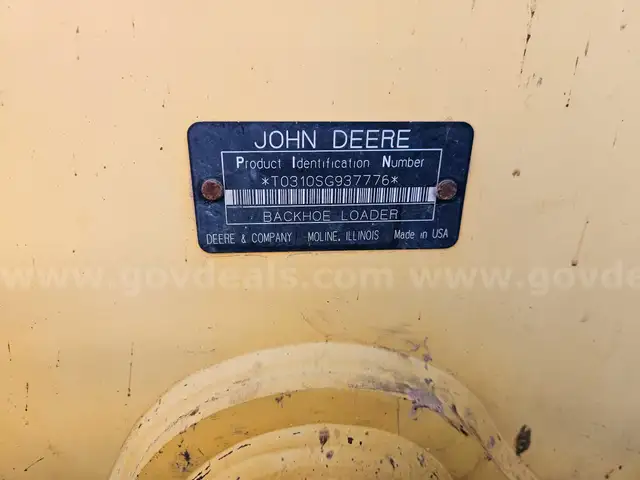 JOHN DEERE
Product Identification Number
*T0310SG937776*
BACKHOE LOADER
DEERE & COMPANY MOLINE, ILLINOIS Made in USA
www.govdeals.com www.govdeals